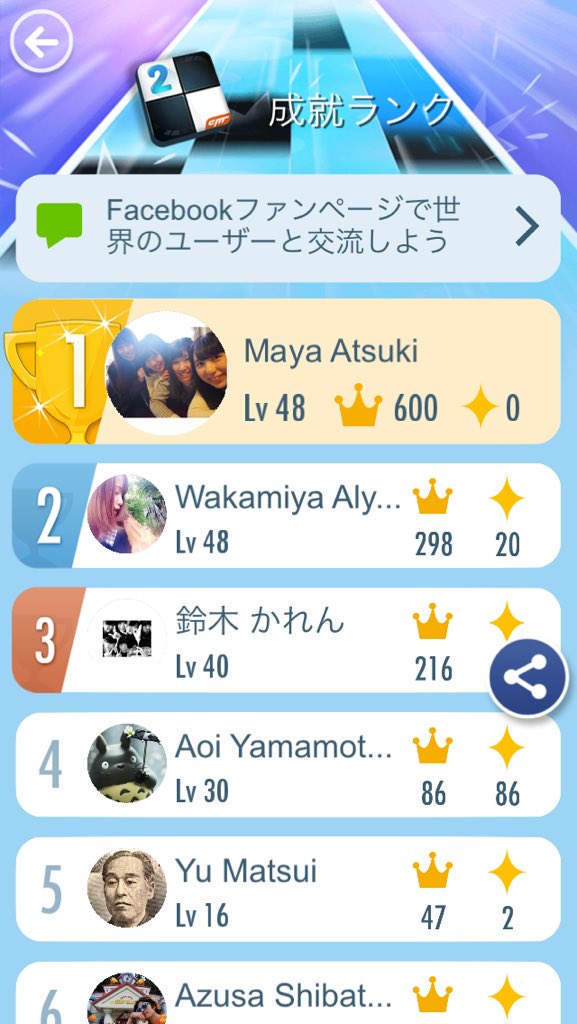 2
成就ランク
Facebookファンページで世
界のユーザーと交流しよう
1
Maya Atsuki
Lv 48 600 0
2
Wakamiya Aly...
Lv 48 298 20
3
鈴木 かれん
Lv 40 216
4
Aoi Yamamot...
Lv 30 86 86
5
Yu Matsui
Lv 16 47 2
6
Azusa Shibat...